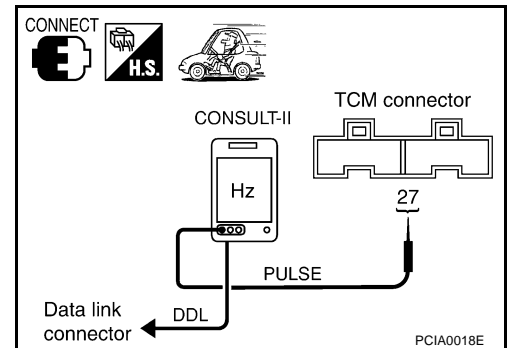 CONNECT
H.S.
CONSULT-II
TCM connector
Hz
27
PULSE
DDL
Data link
connector
PCIA0018E